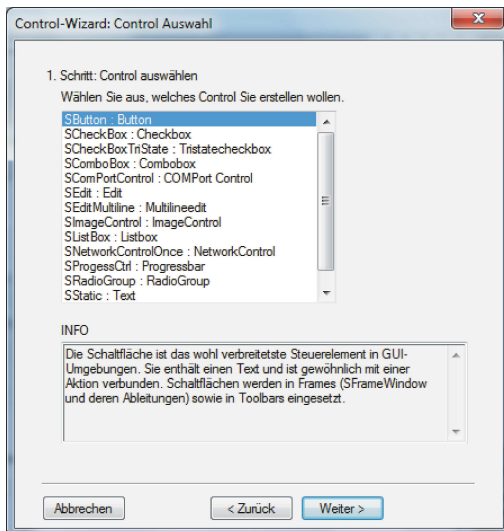 Control-Wizard: Control Auswahl
1. Schritt: Control auswählen
Wählen Sie aus, welches Control Sie erstellen wollen.
SButton : Button
SCheckBox : Checkbox
SCheckBoxTriState : Tristatecheckbox
SComboBox : Combobox
SComPortControl : COMPort Control
SEdit : Edit
SEditMultiline : Multilineedit
SImageControl : ImageControl
SListBox : Listbox
SNetworkControlOnce : NetworkControl
SProgessCtrl : Progressbar
SRadioGroup : RadioGroup
SStatic : Text
INFO
Die Schaltfläche ist das wohl verbreitetste Steuerelement in GUI-
Umgebungen. Sie enthält einen Text und ist gewöhnlich mit einer
Aktion verbunden. Schaltflächen werden in Frames (SFrameWindow
und deren Ableitungen) sowie in Toolbars eingesetzt.
Abbrechen
< Zurück
Weiter >